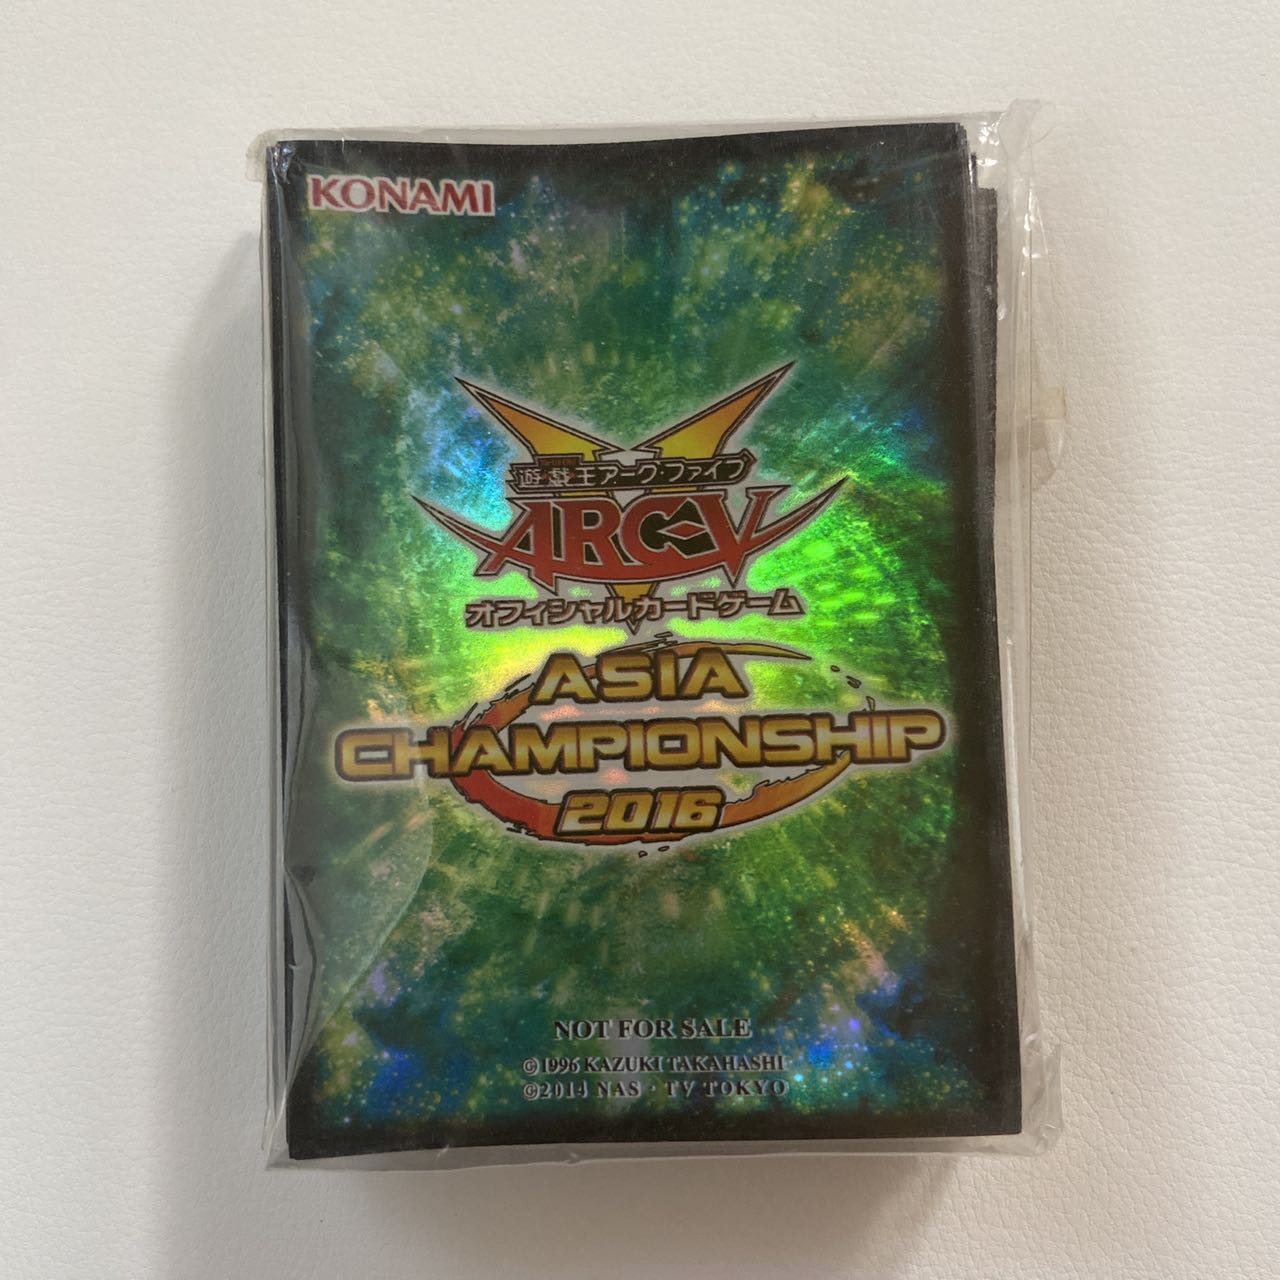 KONAMI
遊戯王アーク・ファイブ
ARC-V
オフィシャルカードゲーム
ASIA
CHAMPIONSHIP
2016
NOT FOR SALE
©1996 KAZUKI TAKAHASHI
©2014 NAS・TV TOKYO